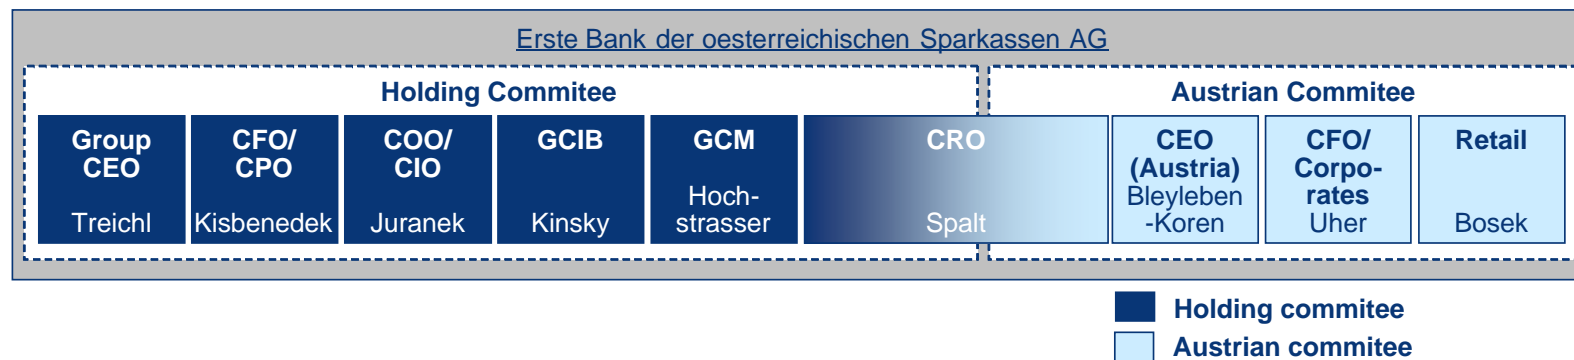 Erste Bank der oesterreichischen Sparkassen AG
Holding Commitee
Austrian Commitee
Group
CEO
Treichl
CFO/
CPO
Kisbenedek
COO/
CIO
Juranek
GCIB
Kinsky
GCM
Hoch-
strasser
CRO
Spalt
CEO
(Austria)
Bleyleben
-Koren
CFO/
Corpo-
rates
Uher
Retail
Bosek
Holding commitee
Austrian commitee